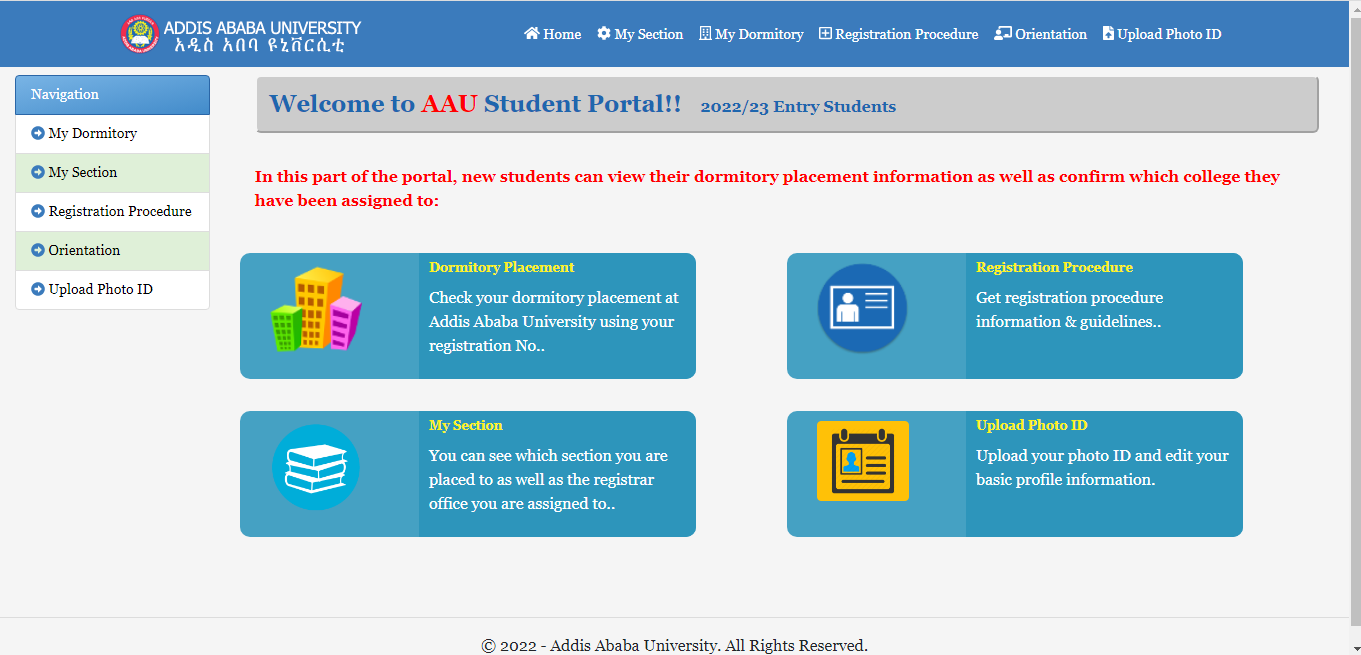 ADDIS ABABA UNIVERSITY
አዲስ አበባ ዩኒቨርሲቲ
Home My Section My Dormitory Registration Procedure Orientation Upload Photo ID
Navigation
My Dormitory
My Section
Registration Procedure
Orientation
Upload Photo ID
Welcome to AAU Student Portal!! 2022/23 Entry Students
In this part of the portal, new students can view their dormitory placement information as well as confirm which college they
have been assigned to:
Dormitory Placement
Check your dormitory placement at
Addis Ababa University using your
registration No..
Registration Procedure
Get registration procedure
information & guidelines..
My Section
You can see which section you are
placed to as well as the registrar
office you are assigned to..
Upload Photo ID
Upload your photo ID and edit your
basic profile information.
© 2022 - Addis Ababa University. All Rights Reserved.